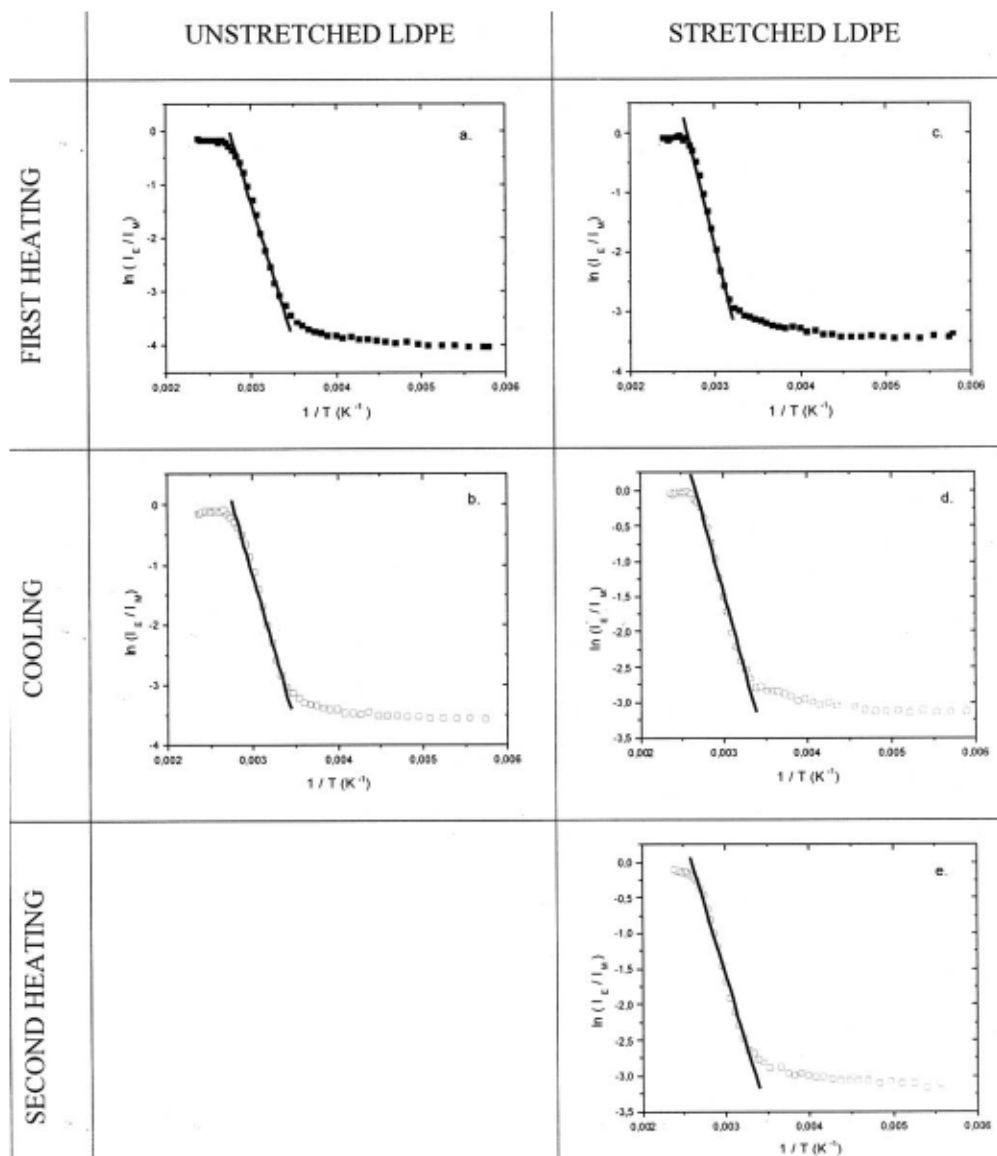 UNSTRETCHED LDPE
STRETCHED LDPE
FIRST HEATING
a.
0
-1
-2
-3
-4
ln ( I_E / I_M )
0,002 0,003 0,004 0,005 0,006
1 / T (K⁻¹)
c.
0
-1
-2
-3
-4
ln ( I_E / I_M )
0,002 0,003 0,004 0,005 0,006
1 / T (K⁻¹)
COOLING
b.
0
-1
-3
-4
ln (I_E / I_M )
0,002 0,003 0,004 0,005 0,006
1 / T (K⁻¹)
d.
0,0
-0,5
-1,0
-1,5
-2,0
-2,5
-3,0
-3,5
ln (I_E / I_M)
0,002 0,003 0,004 0,005 0,006
1 / T (K⁻¹)
SECOND HEATING
e.
0,0
-0,5
-1,0
-1,5
-2,0
-2,5
-3,0
-3,5
ln ( I_E / I_M )
0,002 0,003 0,004 0,005 0,006
1 / T (K⁻¹)